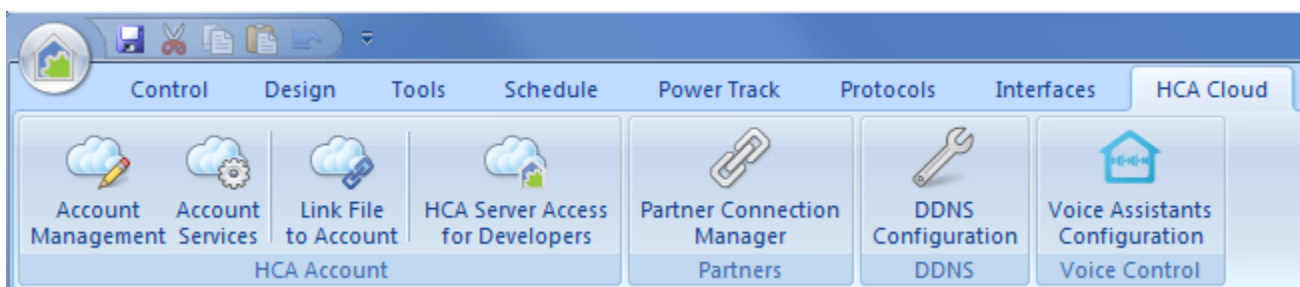 Control Design Tools Schedule Power Track Protocols Interfaces HCA Cloud
Account Management
Account Services
Link File to Account
HCA Server Access for Developers
Partner Connection Manager
DDNS Configuration
Voice Assistants Configuration
HCA Account Partners DDNS Voice Control